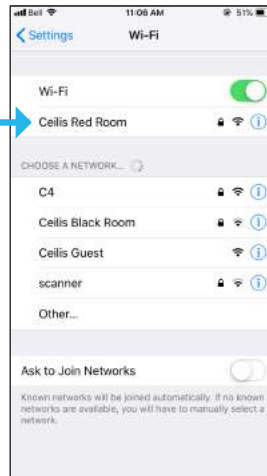 Bell 11:06 AM 51%
Settings Wi-Fi
Wi-Fi
Ceilis Red Room
CHOOSE A NETWORK...
C4
Ceilis Black Room
Ceilis Guest
scanner
Other...
Ask to Join Networks
Known networks will be joined automatically. If no known
networks are available, you will have to manually select a
network.